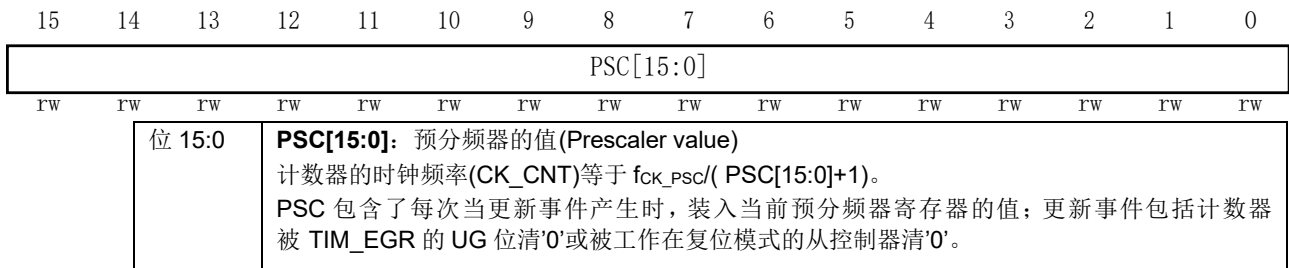 15 14 13 12 11 10 9 8 7 6 5 4 3 2 1 0
PSC[15:0]
rw rw rw rw rw rw rw rw rw rw rw rw rw rw rw rw
位 15:0 PSC[15:0]：预分频器的值(Prescaler value)
计数器的时钟频率(CK_CNT)等于 fCK_PSC/( PSC[15:0]+1)。
PSC 包含了每次当更新事件产生时，装入当前预分频器寄存器的值；更新事件包括计数器
被 TIM_EGR 的 UG 位清'0'或被工作在复位模式的从控制器清'0'。